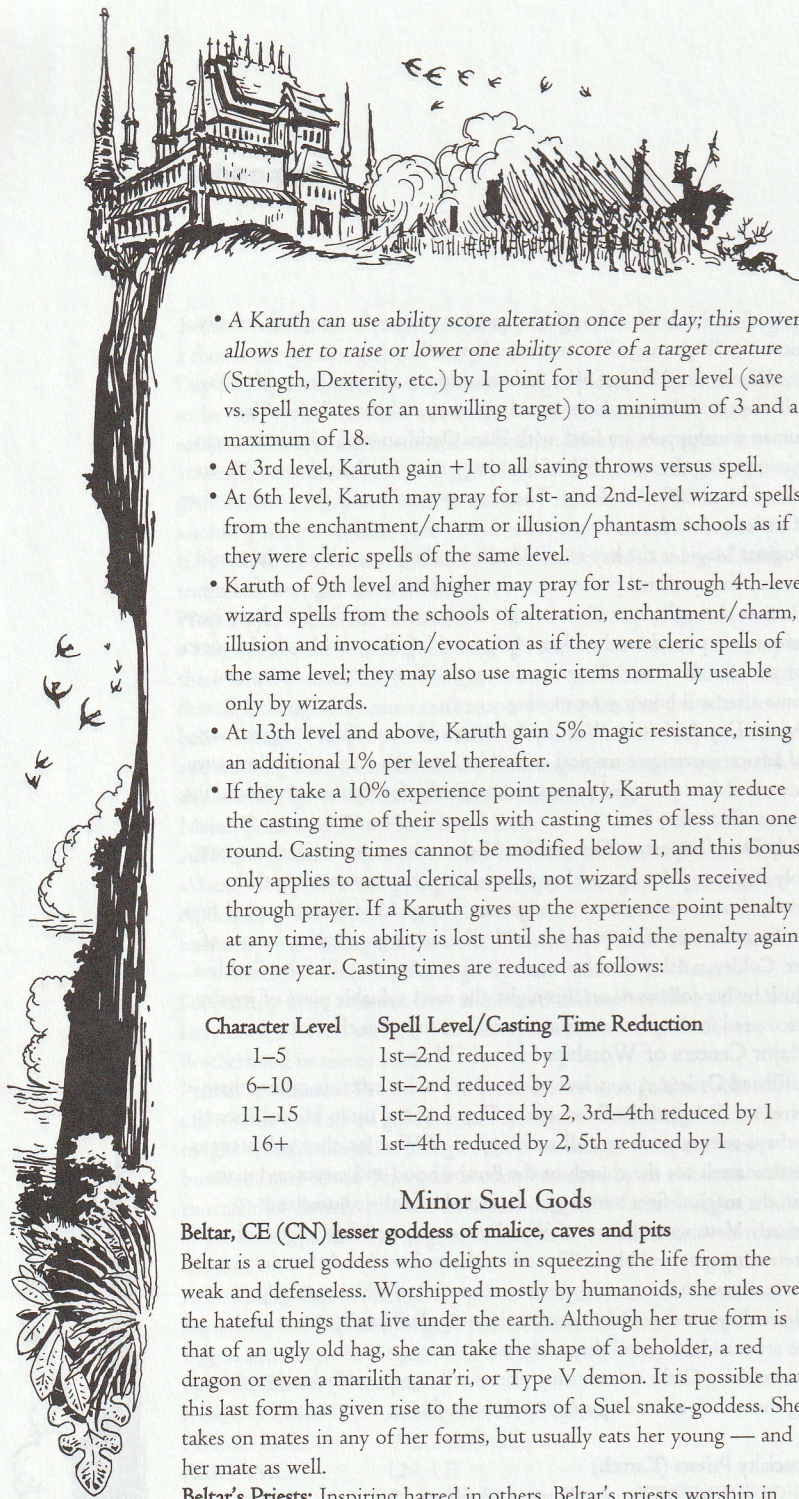 • A Karuth can use ability score alteration once per day; this power
allows her to raise or lower one ability score of a target creature
(Strength, Dexterity, etc.) by 1 point for 1 round per level (save
vs. spell negates for an unwilling target) to a minimum of 3 and a
maximum of 18.
• At 3rd level, Karuth gain +1 to all saving throws versus spell.
• At 6th level, Karuth may pray for 1st- and 2nd-level wizard spells
from the enchantment/charm or illusion/phantasm schools as if
they were cleric spells of the same level.
• Karuth of 9th level and higher may pray for 1st- through 4th-leve
wizard spells from the schools of alteration, enchantment/charm,
illusion and invocation/evocation as if they were cleric spells of
the same level; they may also use magic items normally useable
only by wizards.
• At 13th level and above, Karuth gain 5% magic resistance, rising
an additional 1% per level thereafter.
• If they take a 10% experience point penalty, Karuth may reduce
the casting time of their spells with casting times of less than one
round. Casting times cannot be modified below 1, and this bonus
only applies to actual clerical spells, not wizard spells received
through prayer. If a Karuth gives up the experience point penalty
at any time, this ability is lost until she has paid the penalty again
for one year. Casting times are reduced as follows:
Character Level Spell Level/Casting Time Reduction
1–5 1st–2nd reduced by 1
6–10 1st–2nd reduced by 2
11–15 1st–2nd reduced by 2, 3rd–4th reduced by 1
16+ 1st–4th reduced by 2, 5th reduced by 1
Minor Suel Gods
Beltar, CE (CN) lesser goddess of malice, caves and pits
Beltar is a cruel goddess who delights in squeezing the life from the
weak and defenseless. Worshipped mostly by humanoids, she rules ove
the hateful things that live under the earth. Although her true form is
that of an ugly old hag, she can take the shape of a beholder, a red
dragon or even a marilith tanar'ri, or Type V demon. It is possible that
this last form has given rise to the rumors of a Suel snake-goddess. She
takes on mates in any of her forms, but usually eats her young — and
her mate as well.
Beltar's Priests: Inspiring hatred in others, Beltar's priests worship in